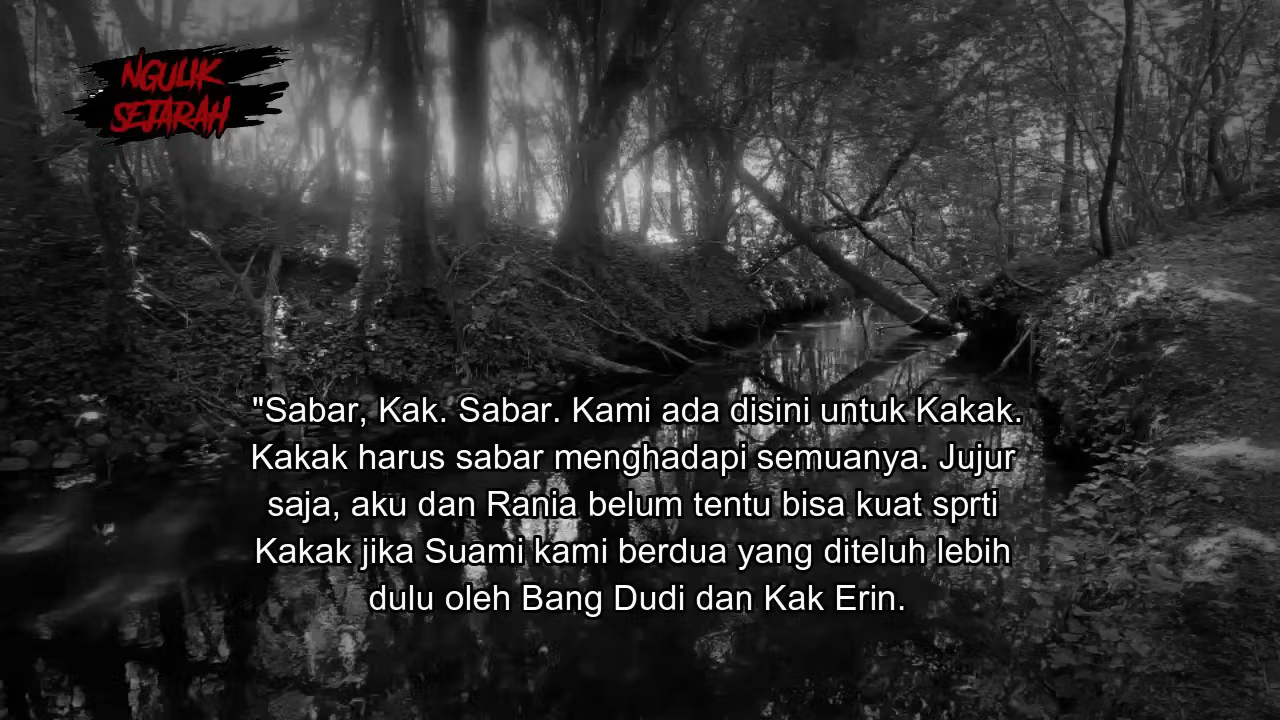 NGULIK
SEJARAH
"Sabar, Kak. Sabar. Kami ada disini untuk Kakak.
Kakak harus sabar menghadapi semuanya. Jujur
saja, aku dan Rania belum tentu bisa kuat sprti
Kakak jika Suami kami berdua yang diteluh lebih
dulu oleh Bang Dudi dan Kak Erin.